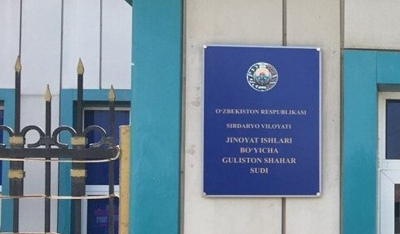 O'ZBEKISTON RESPUBLIKASI
SIRDARYO VILOYATI
JINOYAT ISHLARI
BO'YICHA
GULISTON SHAHAR
SUDI